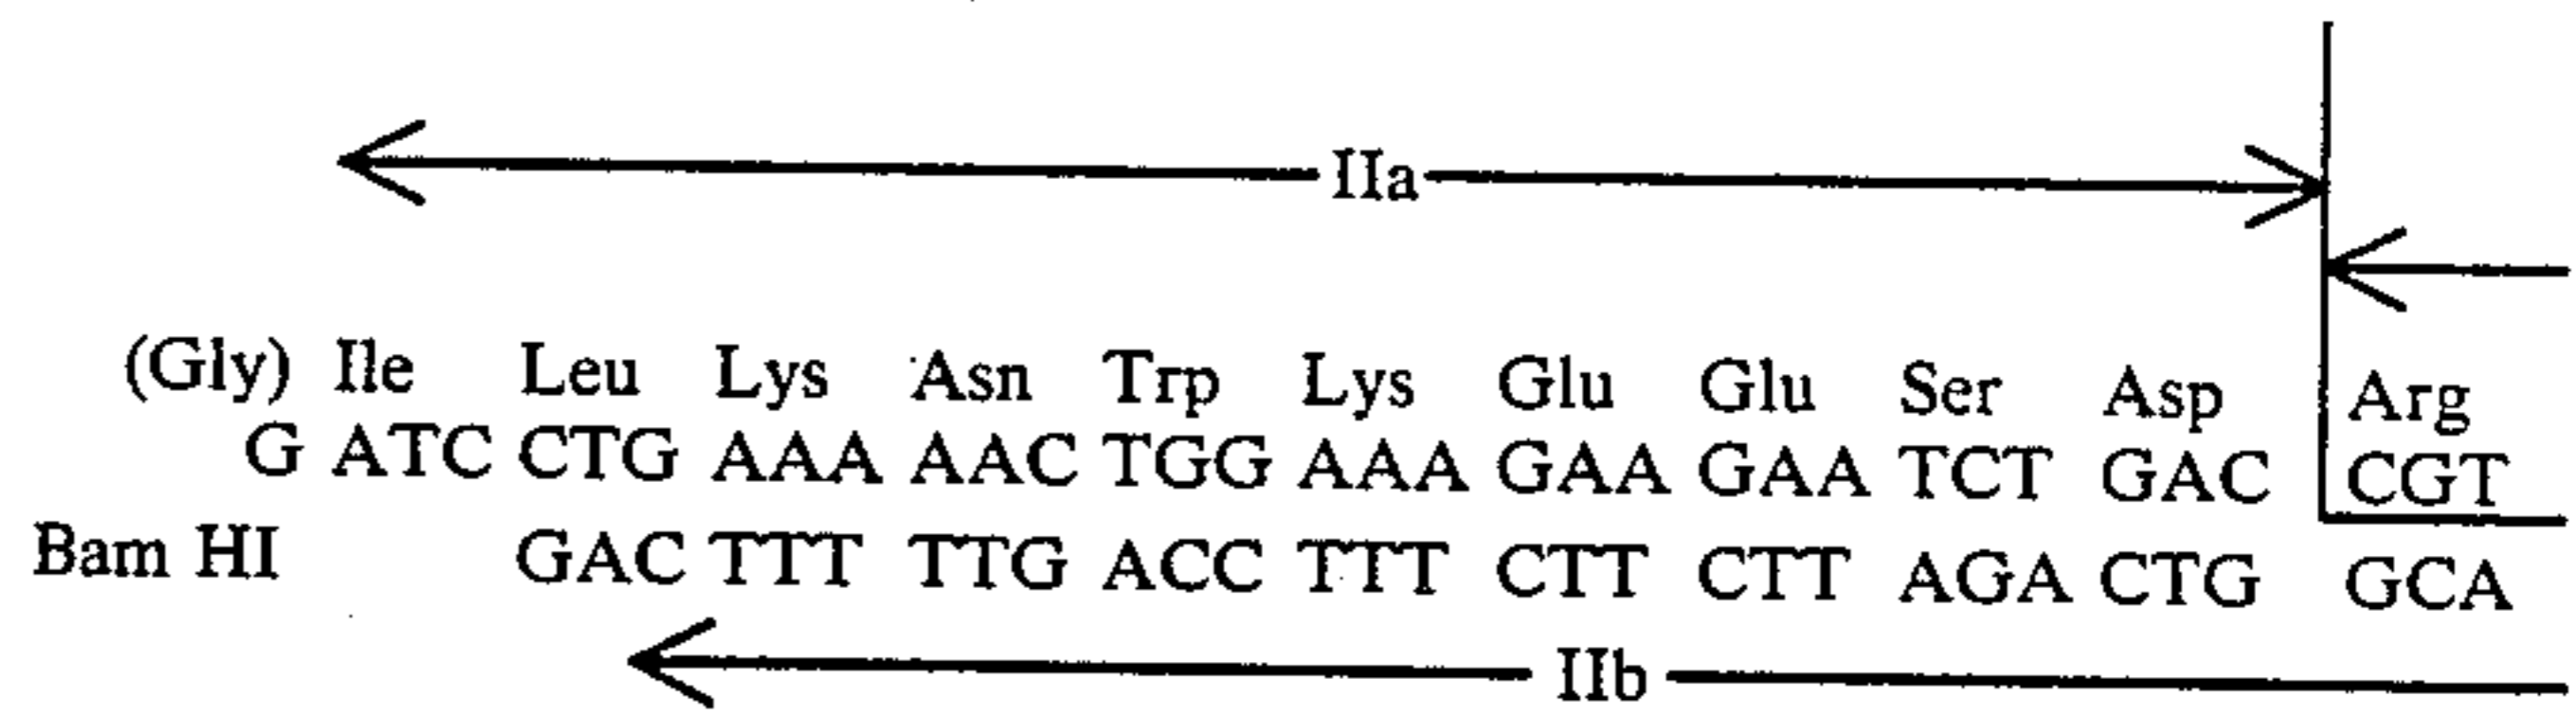 IIa
(Gly) Ile Leu Lys Asn Trp Lys Glu Glu Ser Asp Arg
G ATC CTG AAA AAC TGG AAA GAA GAA TCT GAC CGT
Bam HI GAC TTT TTG ACC TTT CTT CTT AGA CTG GCA
IIb